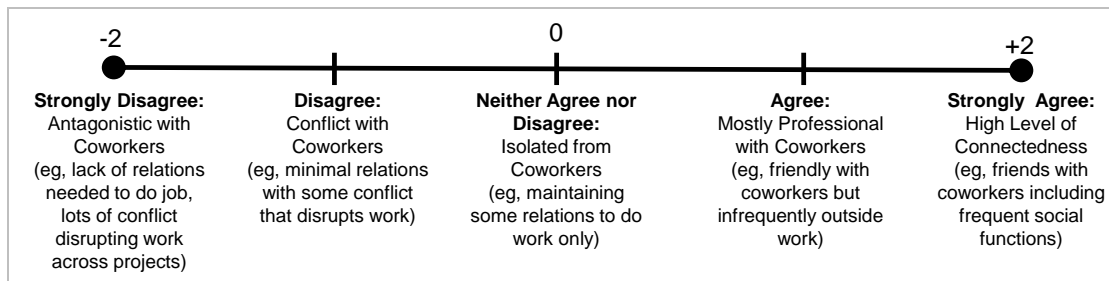 -2
0
+2
Strongly Disagree:
Antagonistic with
Coworkers
(eg, lack of relations
needed to do job,
lots of conflict
disrupting work
across projects)
Disagree:
Conflict with
Coworkers
(eg, minimal relations
with some conflict
that disrupts work)
Neither Agree nor
Disagree:
Isolated from
Coworkers
(eg, maintaining
some relations to do
work only)
Agree:
Mostly Professional
with Coworkers
(eg, friendly with
coworkers but
infrequently outside
work)
Strongly Agree:
High Level of
Connectedness
(eg, friends with
coworkers including
frequent social
functions)